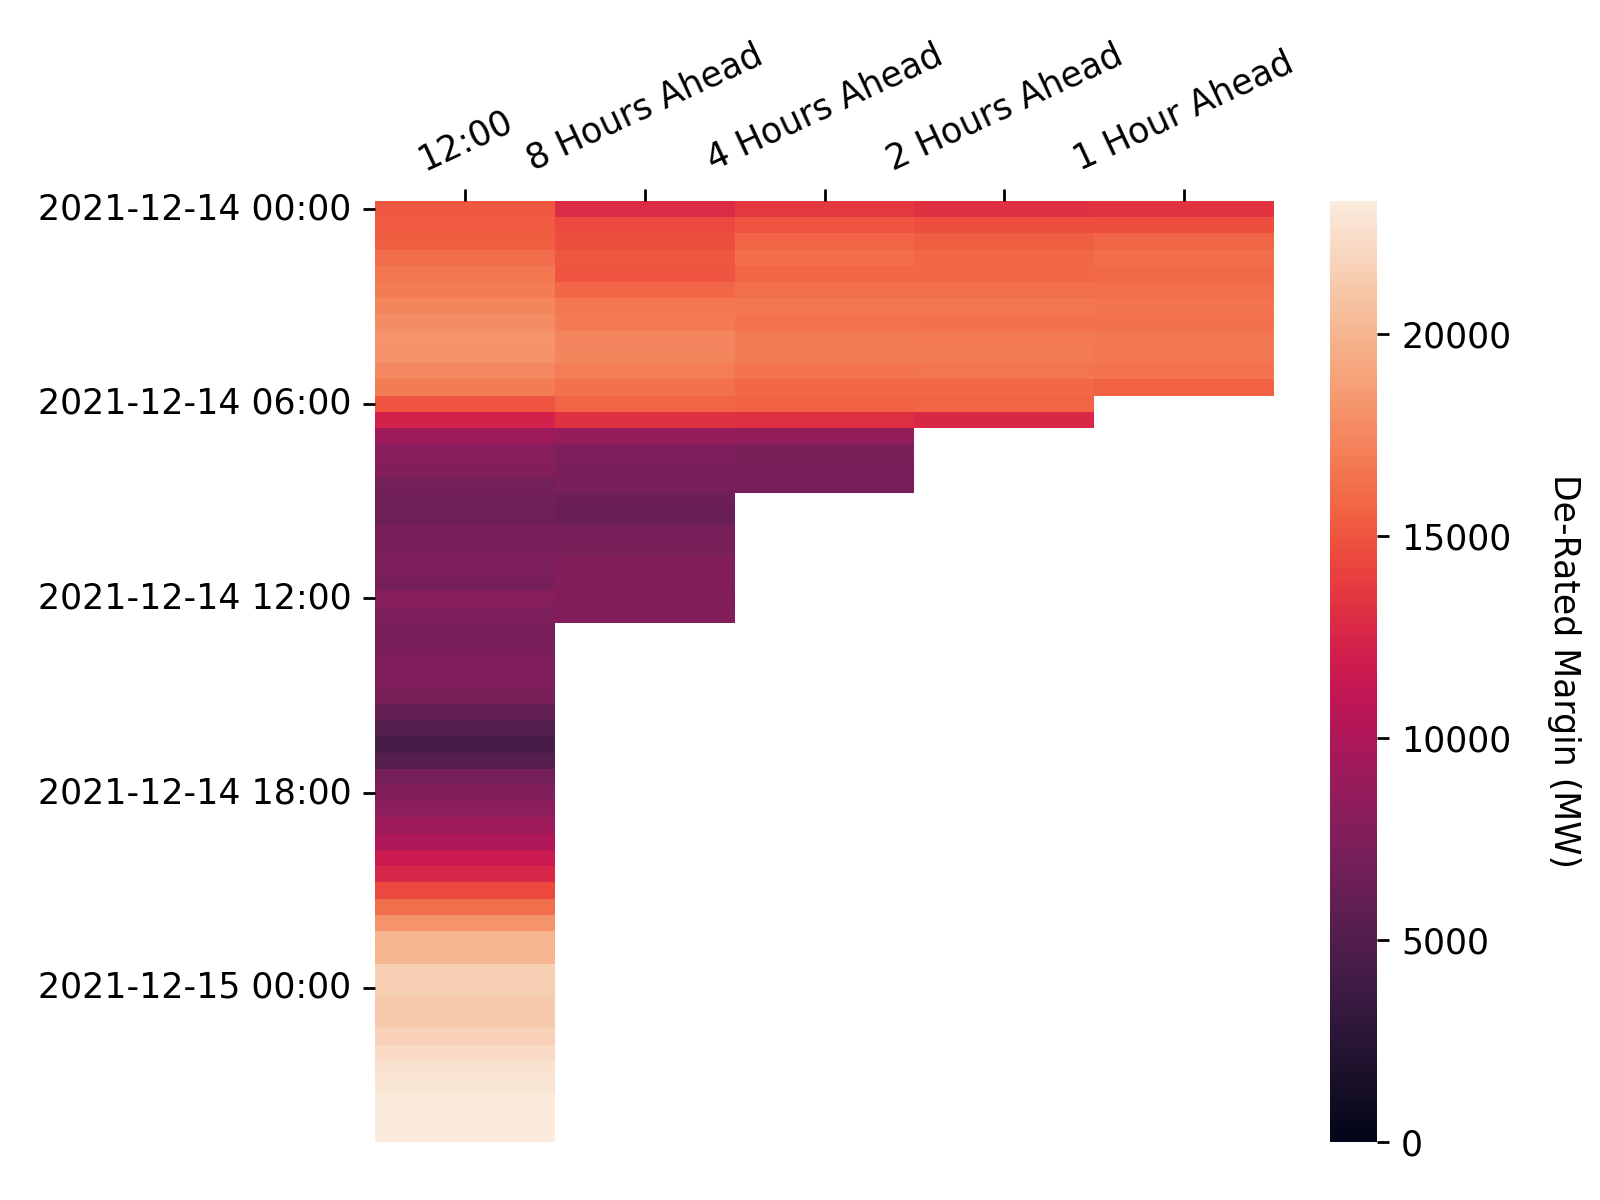 12:00
8 Hours Ahead
4 Hours Ahead
2 Hours Ahead
1 Hour Ahead
2021-12-14 00:00
2021-12-14 06:00
2021-12-14 12:00
2021-12-14 18:00
2021-12-15 00:00
20000
15000
10000
5000
0
De-Rated Margin (MW)